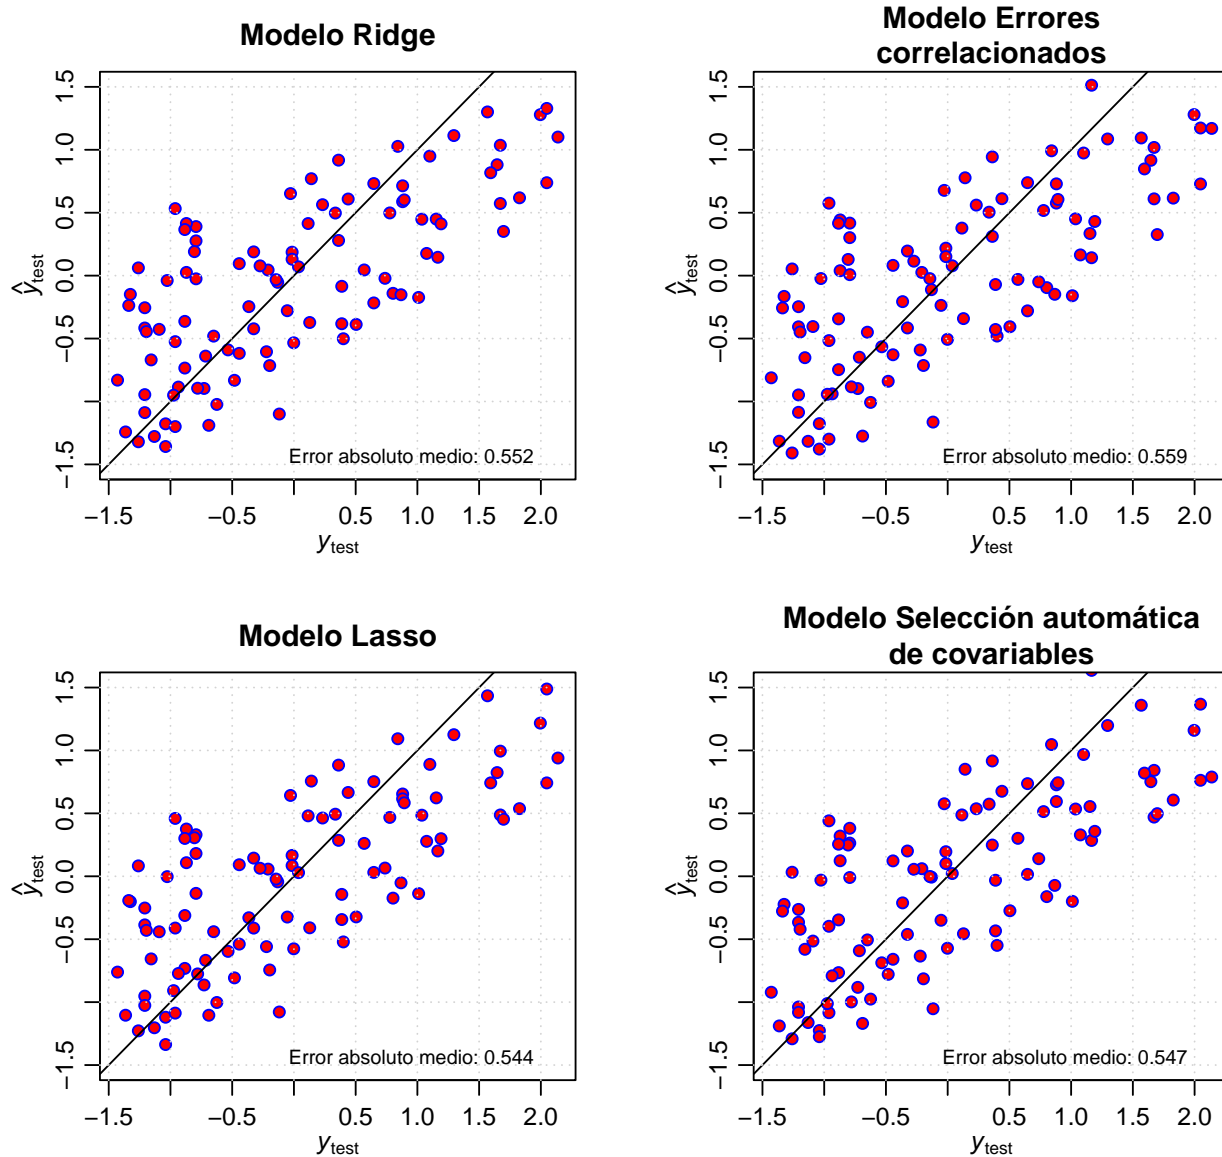 Modelo Ridge
1.5
1.0
0.5
0.0
−0.5
−1.5
ŷtest
Error absoluto medio: 0.552
−1.5 −0.5 0.5 1.0 1.5 2.0
ytest
Modelo Errores
correlacionados
1.5
1.0
0.5
0.0
−0.5
−1.5
ŷtest
Error absoluto medio: 0.559
−1.5 −0.5 0.5 1.0 1.5 2.0
ytest
Modelo Lasso
1.5
1.0
0.5
0.0
−0.5
−1.5
ŷtest
Error absoluto medio: 0.544
−1.5 −0.5 0.5 1.0 1.5 2.0
ytest
Modelo Selección automática
de covariables
1.5
1.0
0.5
0.0
−0.5
−1.5
ŷtest
Error absoluto medio: 0.547
−1.5 −0.5 0.5 1.0 1.5 2.0
ytest